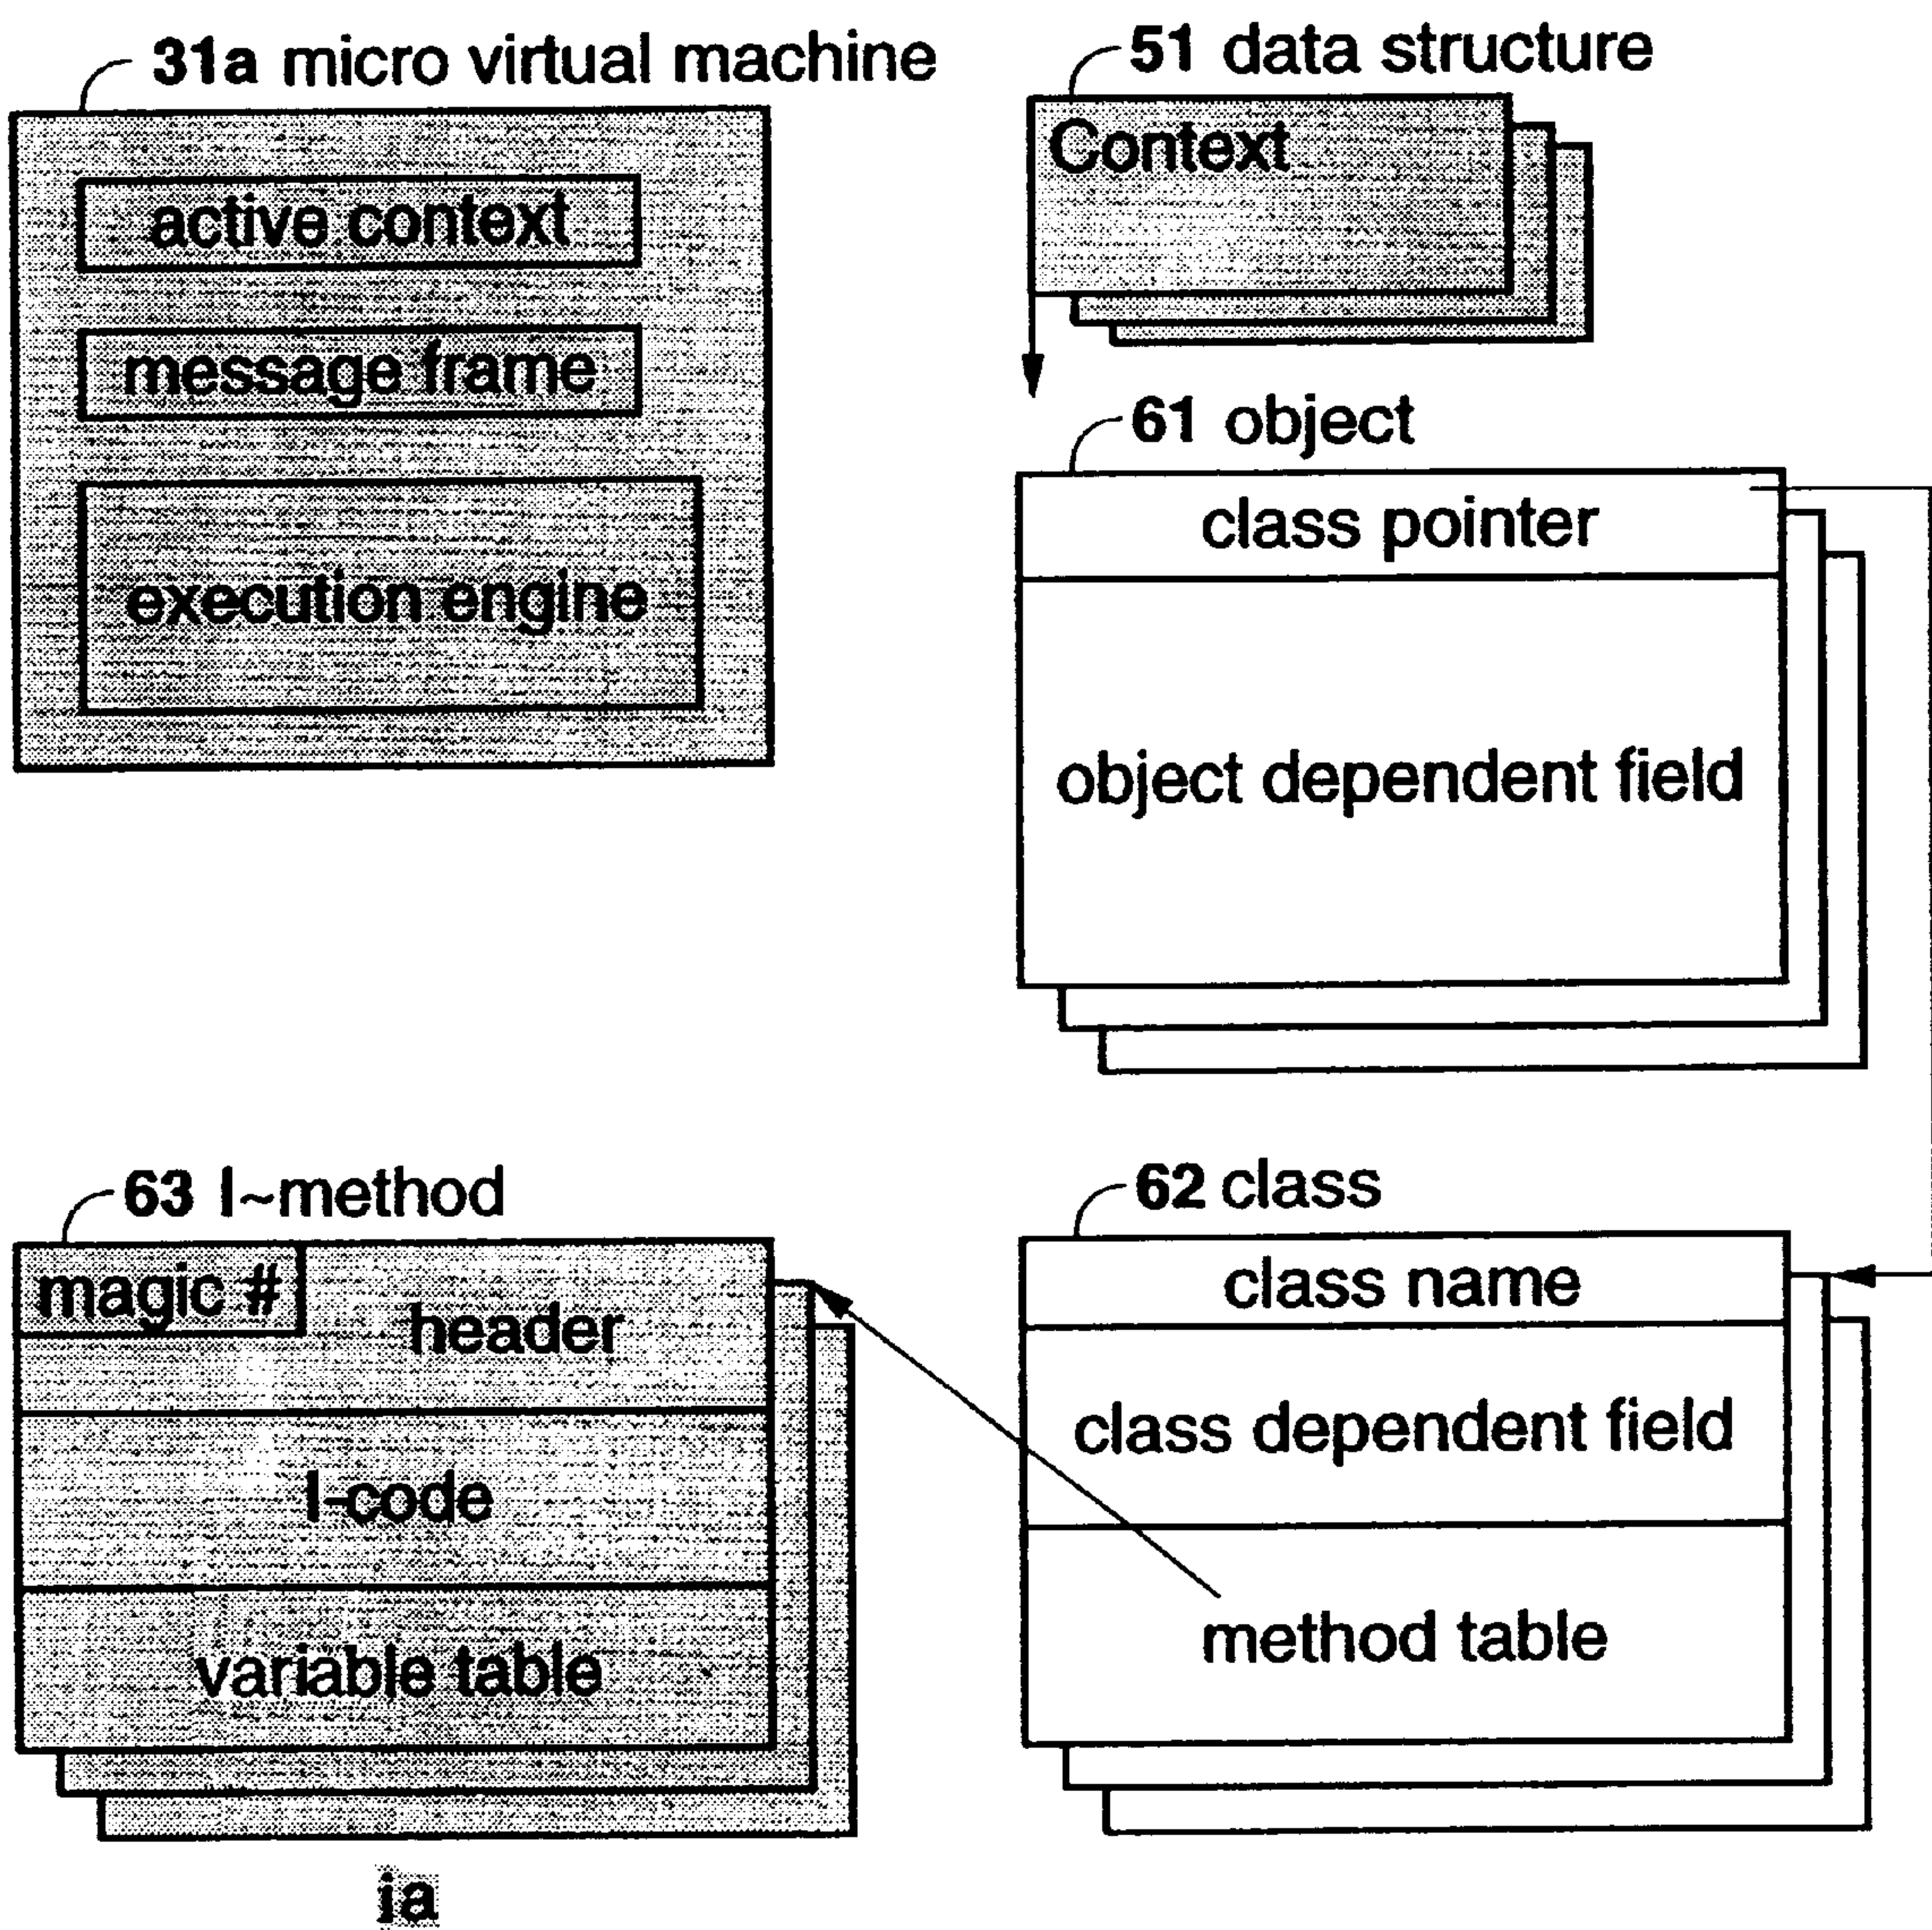 31a micro virtual machine
active context
message frame
execution engine
51 data structure
Context
61 object
class pointer
object dependent field
63 I~method
magic #
header
I-code
variable table
62 class
class name
class dependent field
method table
ia